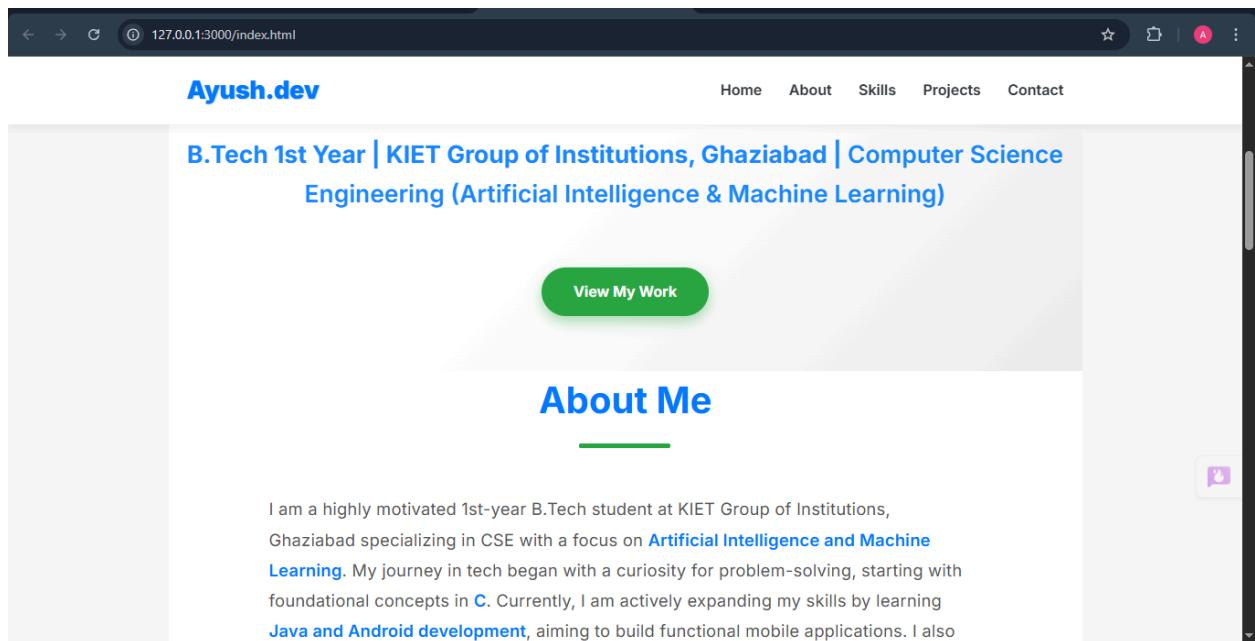 127.0.0.1:3000/index.html
A
Ayush.dev
Home About Skills Projects Contact
B.Tech 1st Year | KIET Group of Institutions, Ghaziabad | Computer Science
Engineering (Artificial Intelligence & Machine Learning)
View My Work
About Me
I am a highly motivated 1st-year B.Tech student at KIET Group of Institutions,
Ghaziabad specializing in CSE with a focus on Artificial Intelligence and Machine
Learning. My journey in tech began with a curiosity for problem-solving, starting with
foundational concepts in C. Currently, I am actively expanding my skills by learning
Java and Android development, aiming to build functional mobile applications. I also